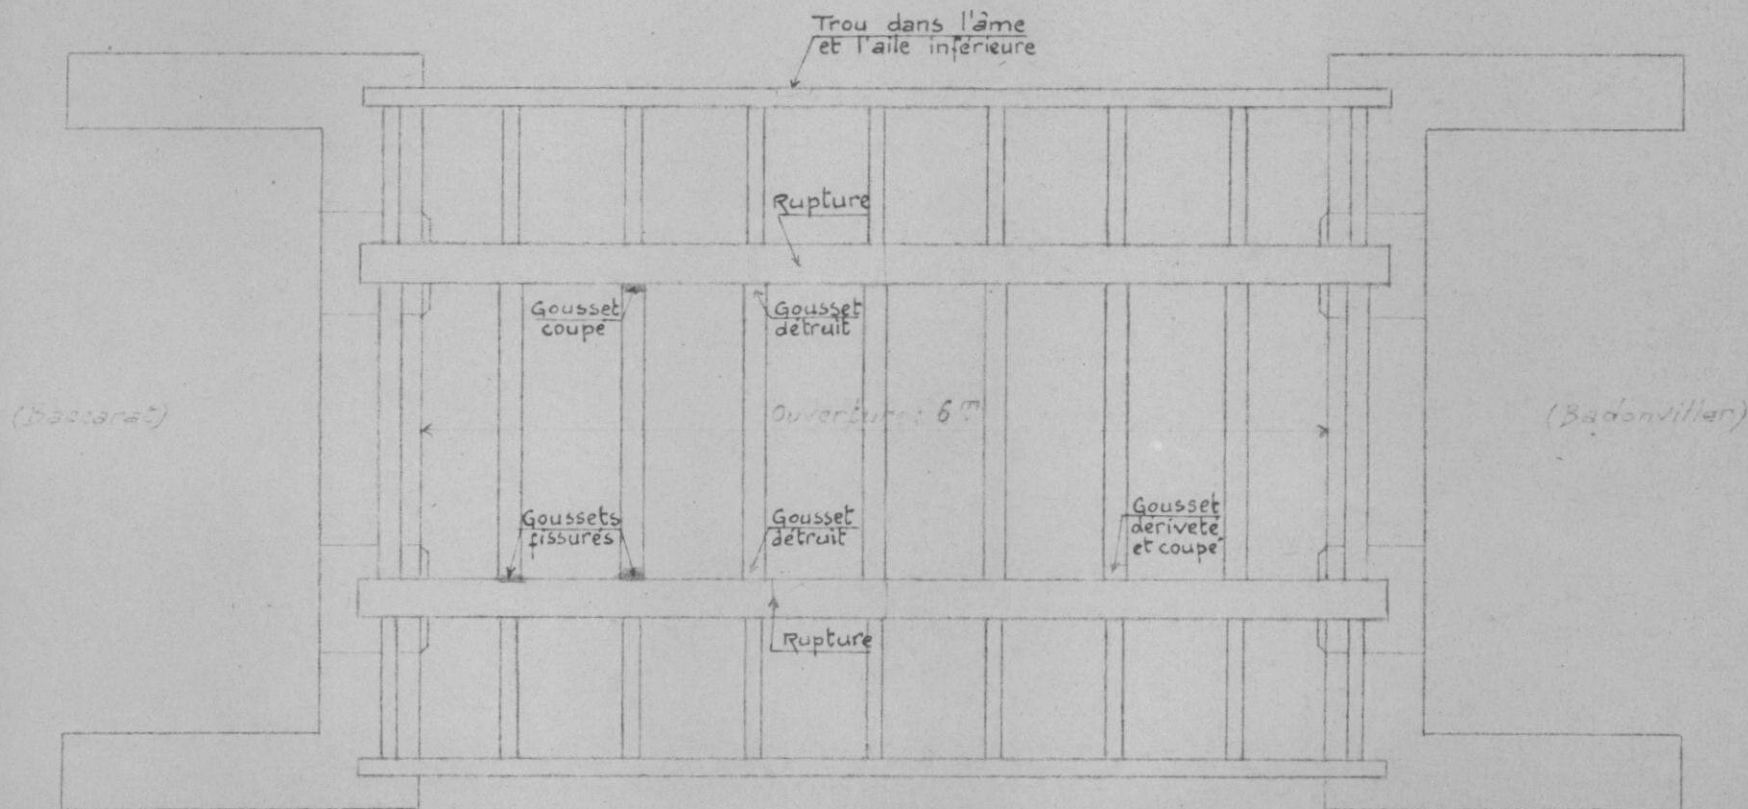 Trou dans l'âme
et l'aile inférieure
Rupture
Gousset
coupé
Gousset
détruit
(Baccarat)
Ouverture: 6 m
(Badonviller)
Goussets
fissurés
Gousset
détruit
Gousset
dériveté
et coupé
Rupture